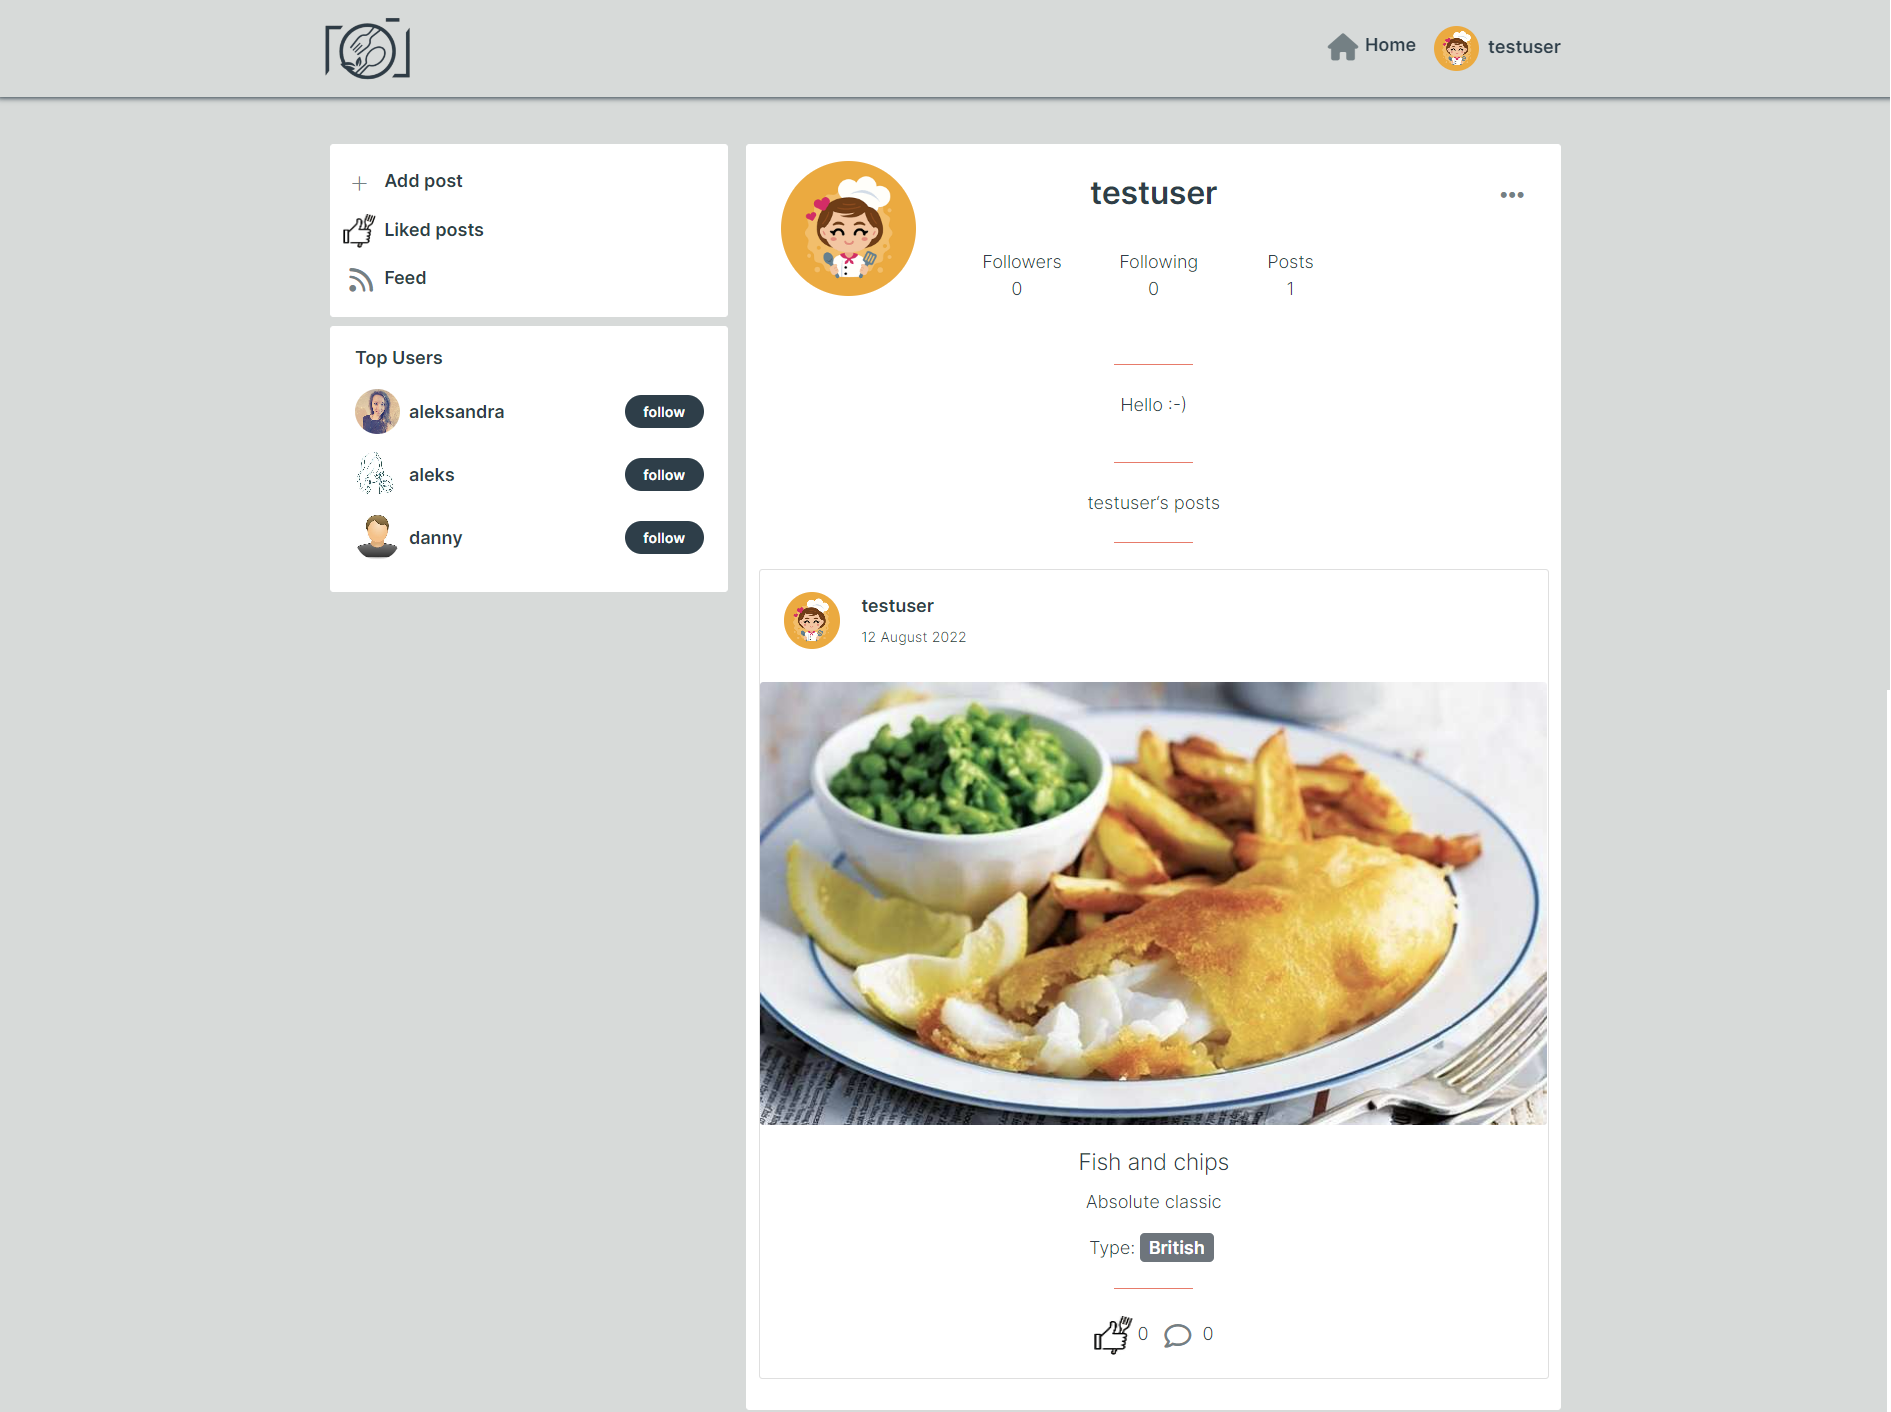 Home
testuser
Add post
Liked posts
Feed
Top Users
aleksandra
follow
aleks
follow
danny
follow
testuser
•••
Followers
0
Following
0
Posts
1
Hello :-)
testuser's posts
testuser
12 August 2022
Fish and chips
Absolute classic
Type: British
0
0